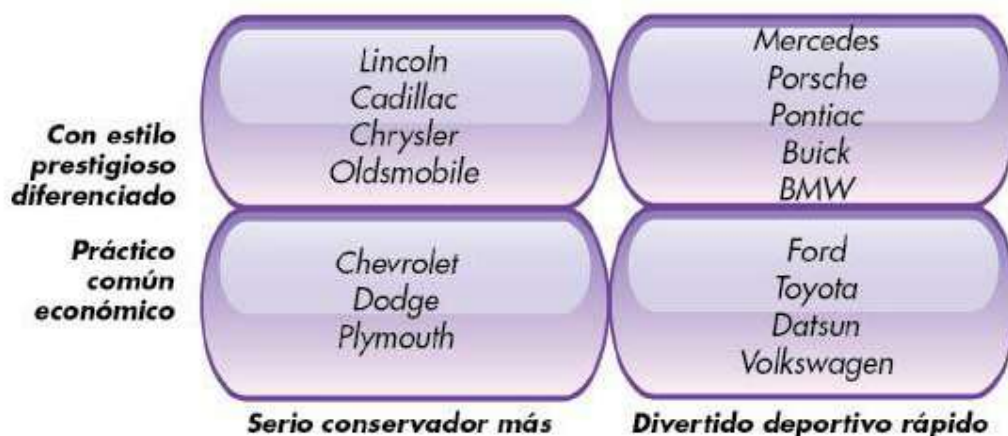 Con estilo
prestigioso
diferenciado
Lincoln
Cadillac
Chrysler
Oldsmobile
Mercedes
Porsche
Pontiac
Buick
BMW
Práctico
común
económico
Chevrolet
Dodge
Plymouth
Ford
Toyota
Datsun
Volkswagen
Serio conservador más
Divertido deportivo rápido